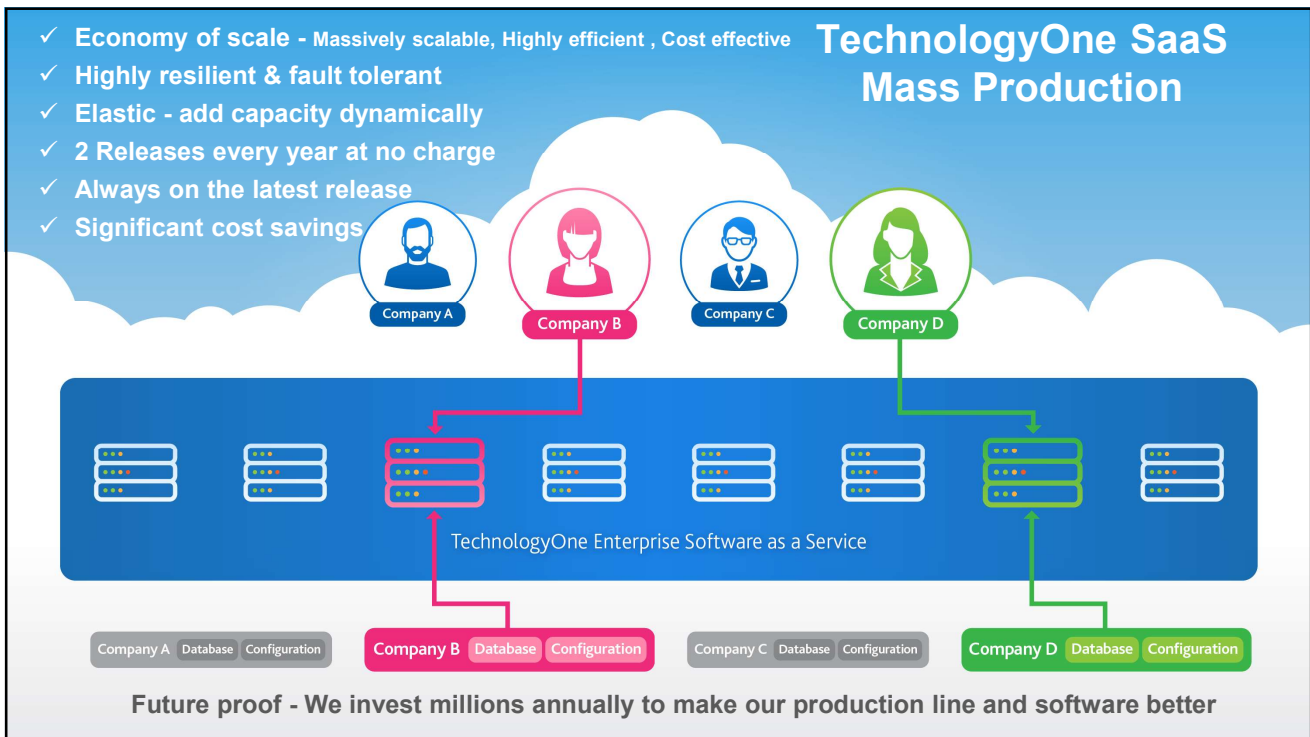 ✓ Economy of scale - Massively scalable, Highly efficient , Cost effective
✓ Highly resilient & fault tolerant
✓ Elastic - add capacity dynamically
✓ 2 Releases every year at no charge
✓ Always on the latest release
✓ Significant cost savings
TechnologyOne SaaS
Mass Production
Company A
Company B
Company C
Company D
TechnologyOne Enterprise Software as a Service
Company A Database Configuration
Company B Database Configuration
Company C Database Configuration
Company D Database Configuration
Future proof - We invest millions annually to make our production line and software better